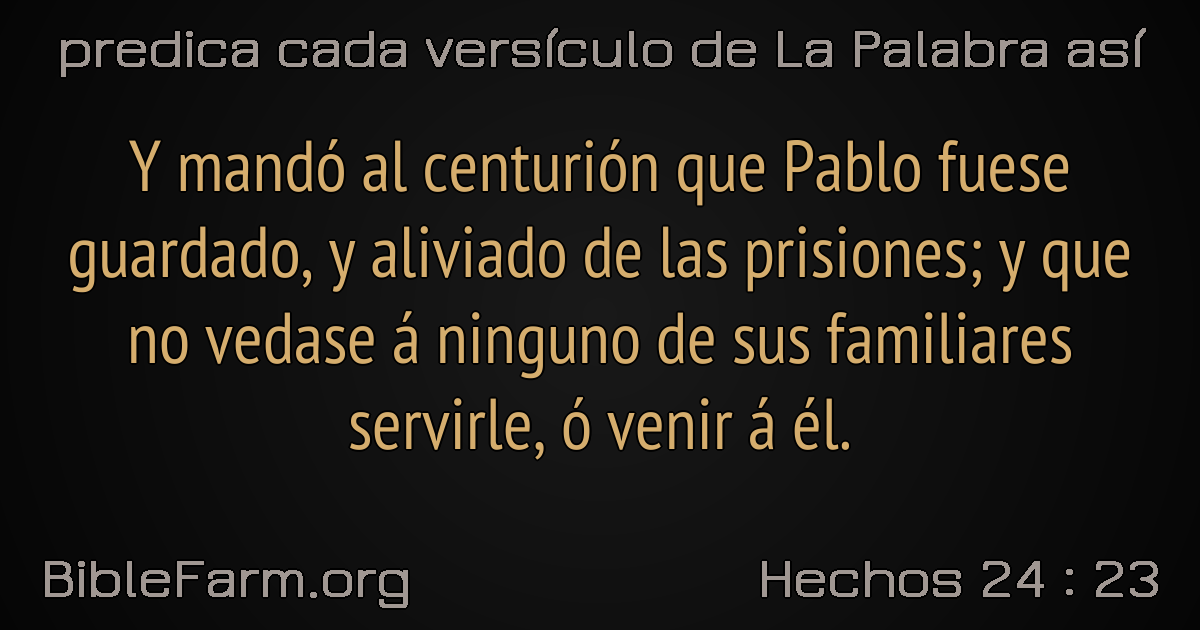 predica cada versículo de La Palabra así
Y mandó al centurión que Pablo fuese
guardado, y aliviado de las prisiones; y que
no vedase á ninguno de sus familiares
servirle, ó venir á él.
BibleFarm.org
Hechos 24 : 23